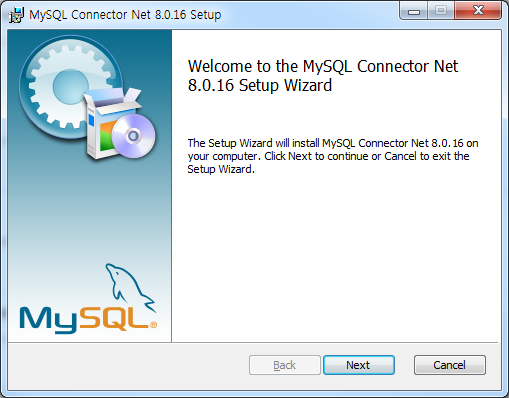 MySQL Connector Net 8.0.16 Setup
Welcome to the MySQL Connector Net
8.0.16 Setup Wizard
The Setup Wizard will install MySQL Connector Net 8.0.16 on
your computer. Click Next to continue or Cancel to exit the
Setup Wizard.
MySQL®
Back
Next
Cancel